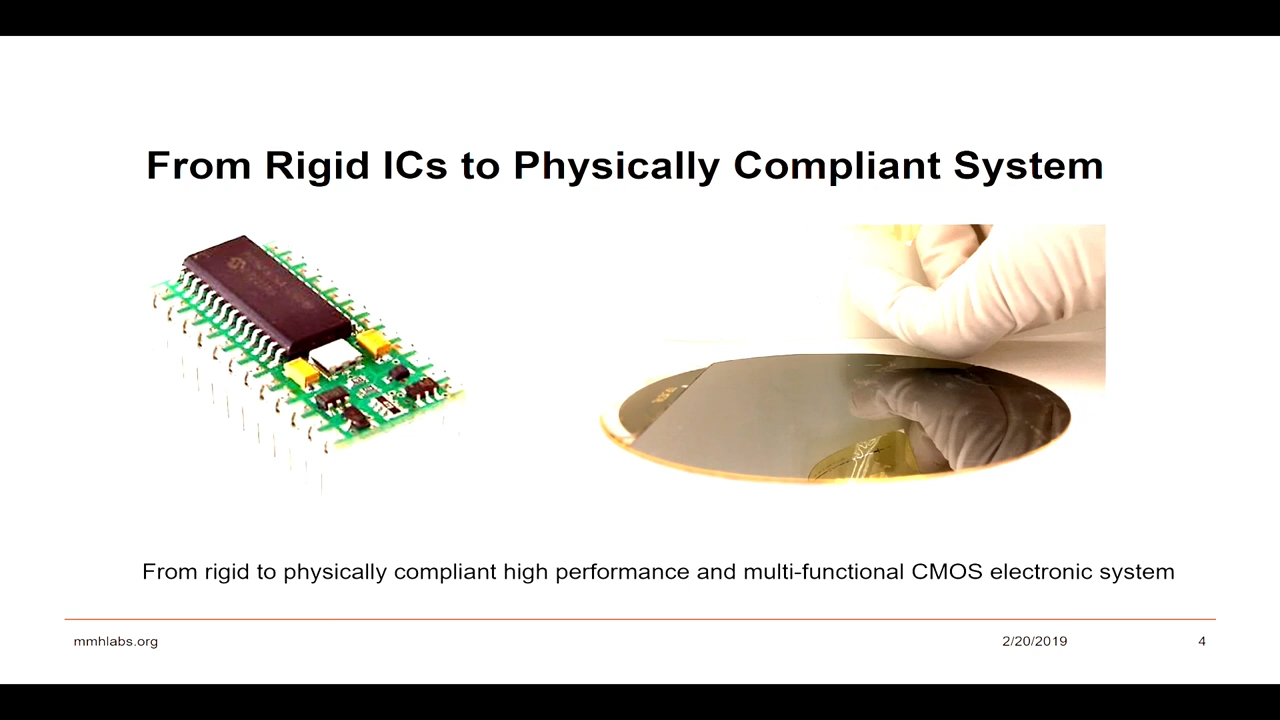 From Rigid ICs to Physically Compliant System
From rigid to physically compliant high performance and multi-functional CMOS electronic system
mmhlabs.org
2/20/2019
4